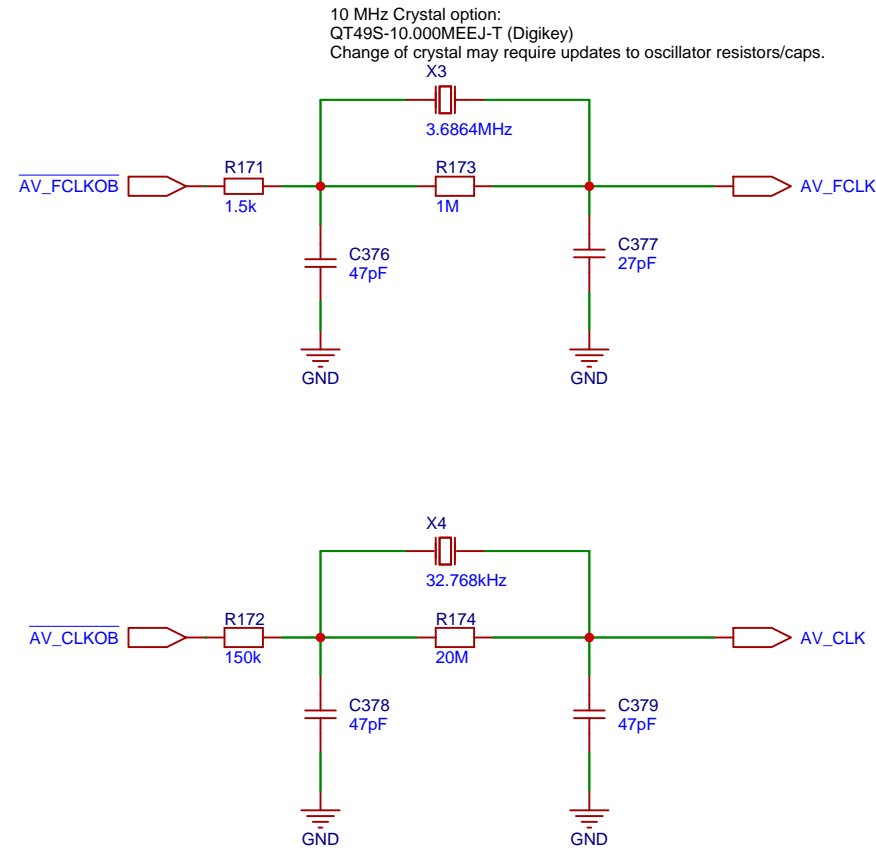 10 MHz Crystal option:
QT49S-10.000MEEJ-T (Digikey)
Change of crystal may require updates to oscillator resistors/caps.
X3
3.6864MHz
AV_FCLKOB
R171
1.5k
R173
1M
AV_FCLK
C376
47pF
C377
27pF
GND
GND
X4
32.768kHz
AV_CLKOB
R172
150k
R174
20M
AV_CLK
C378
47pF
C379
47pF
GND
GND